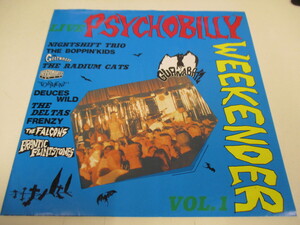 LIVE PSYCHOBILLY
WEEKENDER
NIGHTSHIFT TRIO
THE BOPPIN'KIDS
THE RADIUM CATS
DEUCES
WILD
THE
DELTAS
FRENZY
THE FALCONS
FRANTIC
FLINTSTONES
GURNABILLY
VOL. 1